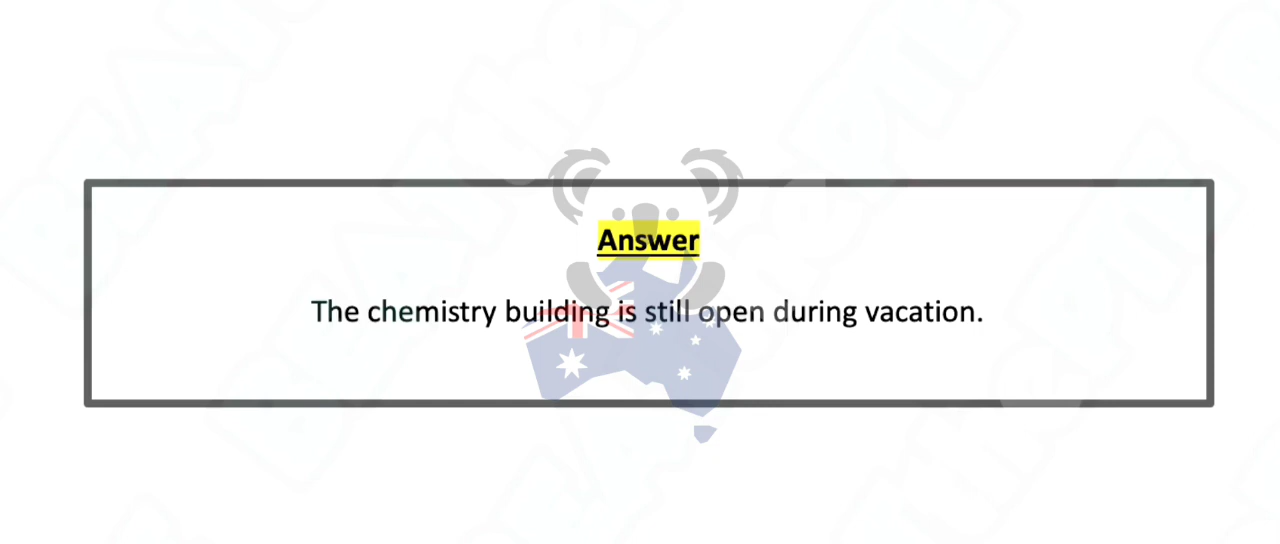 Answer
The chemistry building is still open during vacation.